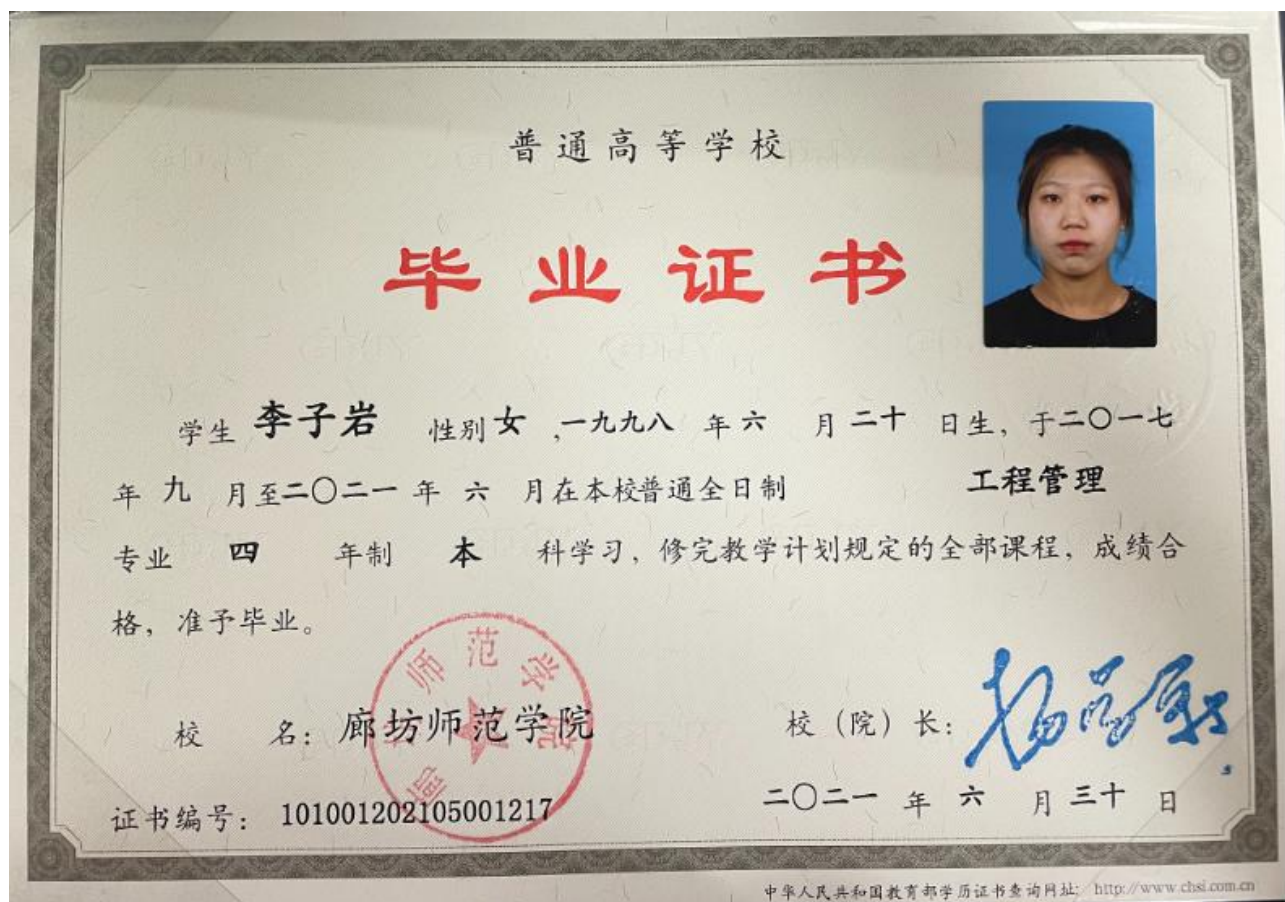 普通高等学校
毕业证书
学生 李子岩 性别 女 ,一九九八 年 六 月 二十 日生, 于二〇一七
年 九 月至二〇二一 年 六 月在本校普通全日制 工程管理
专业 四 年制 本 科学习, 修完教学计划规定的全部课程, 成绩合
格, 准予毕业。
校 名: 廊坊师范学院 校(院)长:
证书编号: 101001202105001217 二〇二一 年 六 月 三十 日
廊坊师范学院
中华人民共和国教育部学历证书查询网址: http://www.chsi.com.cn